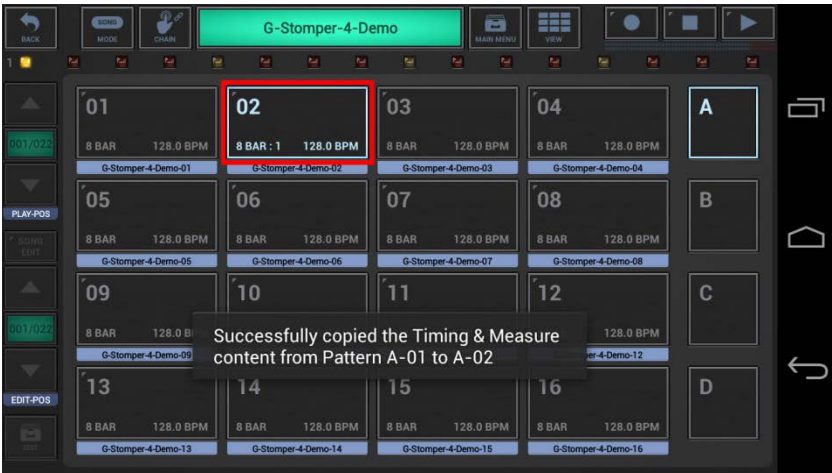 BACK
SONG
MODE
CHAIN
G-Stomper-4-Demo
MAIN MENU
VIEW
1
01
8 BAR 128.0 BPM
G-Stomper-4-Demo-01
02
8 BAR : 1 128.0 BPM
G-Stomper-4-Demo-02
03
8 BAR 128.0 BPM
G-Stomper-4-Demo-03
04
8 BAR 128.0 BPM
G-Stomper-4-Demo-04
A
001/022
PLAY-POS
05
8 BAR 128.0 BPM
G-Stomper-4-Demo-05
06
8 BAR 128.0 BPM
G-Stomper-4-Demo-06
07
8 BAR 128.0 BPM
G-Stomper-4-Demo-07
08
8 BAR 128.0 BPM
G-Stomper-4-Demo-08
B
SONG
EDIT
001/022
09
8 BAR 128.0 B
G-Stomper-4-Demo-09
10
11
12
128.0 BPM
er-4-Demo-12
C
Successfully copied the Timing & Measure
content from Pattern A-01 to A-02
EDIT-POS
EDIT
13
8 BAR 128.0 BPM
G-Stomper-4-Demo-13
14
8 BAR 128.0 BPM
G-Stomper-4-Demo-14
15
8 BAR 128.0 BPM
G-Stomper-4-Demo-15
16
8 BAR 128.0 BPM
G-Stomper-4-Demo-16
D